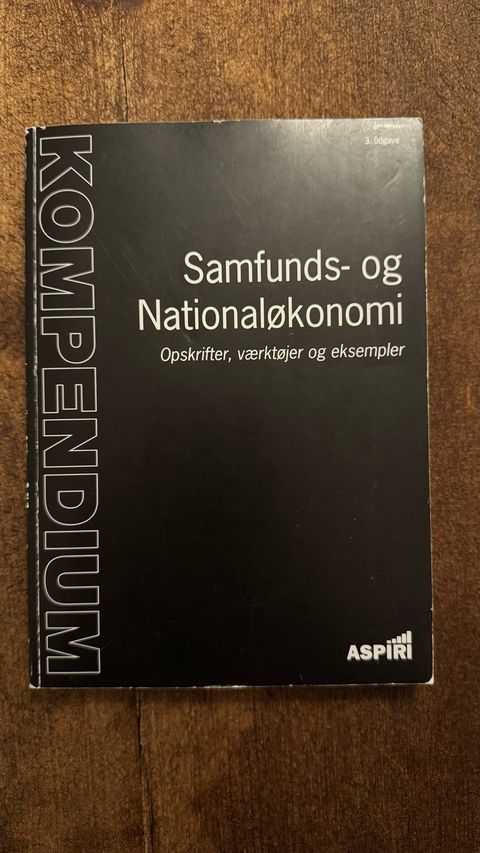 3. udgave
KOMPENDIUM
Samfunds- og
Nationaløkonomi
Opskrifter, værktøjer og eksempler
ASPIRI